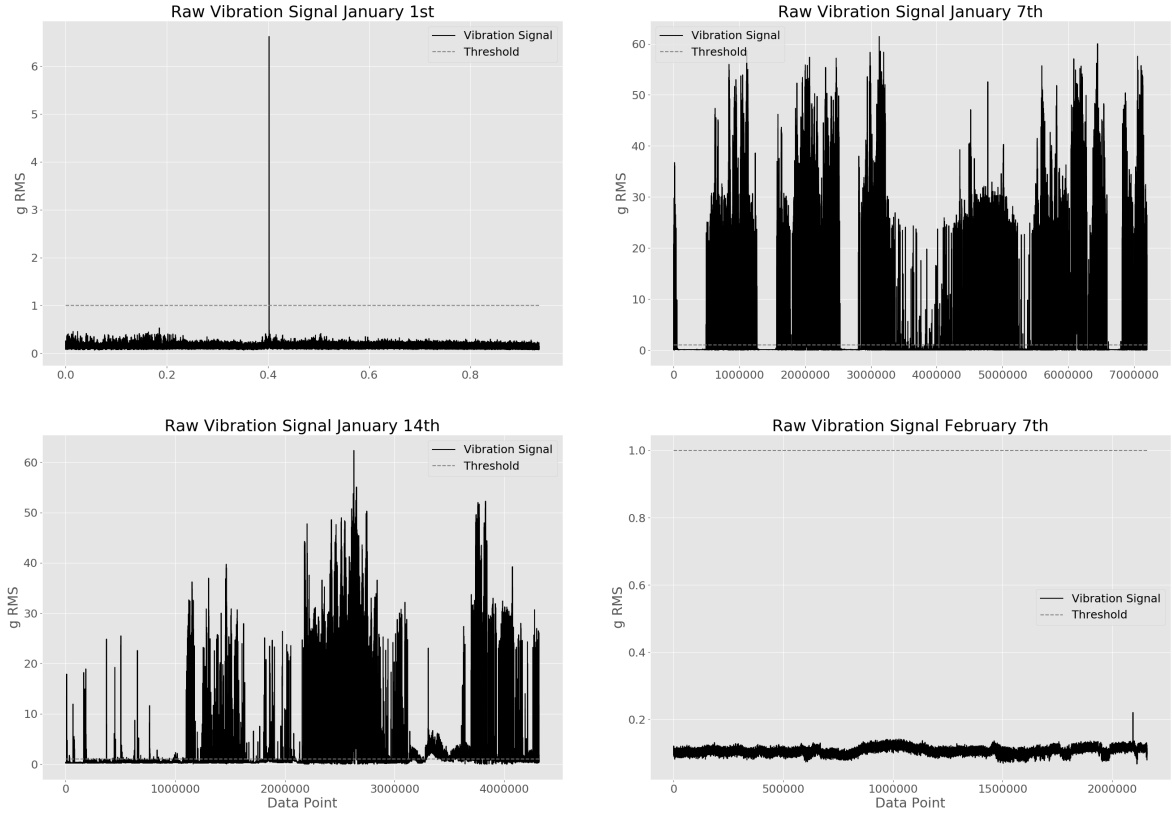 Raw Vibration Signal January 1st
Vibration Signal
Threshold
g RMS
6
5
4
3
2
1
0
0.0 0.2 0.4 0.6 0.8
Raw Vibration Signal January 7th
Vibration Signal
Threshold
g RMS
60
50
40
30
20
10
0
0 1000000 2000000 3000000 4000000 5000000 6000000 7000000
Raw Vibration Signal January 14th
Vibration Signal
Threshold
g RMS
60
50
40
30
20
10
0
0 1000000 2000000 3000000 4000000
Data Point
Raw Vibration Signal February 7th
1.0
0.8
0.6
0.4
0.2
g RMS
Vibration Signal
Threshold
0 500000 1000000 1500000 2000000
Data Point